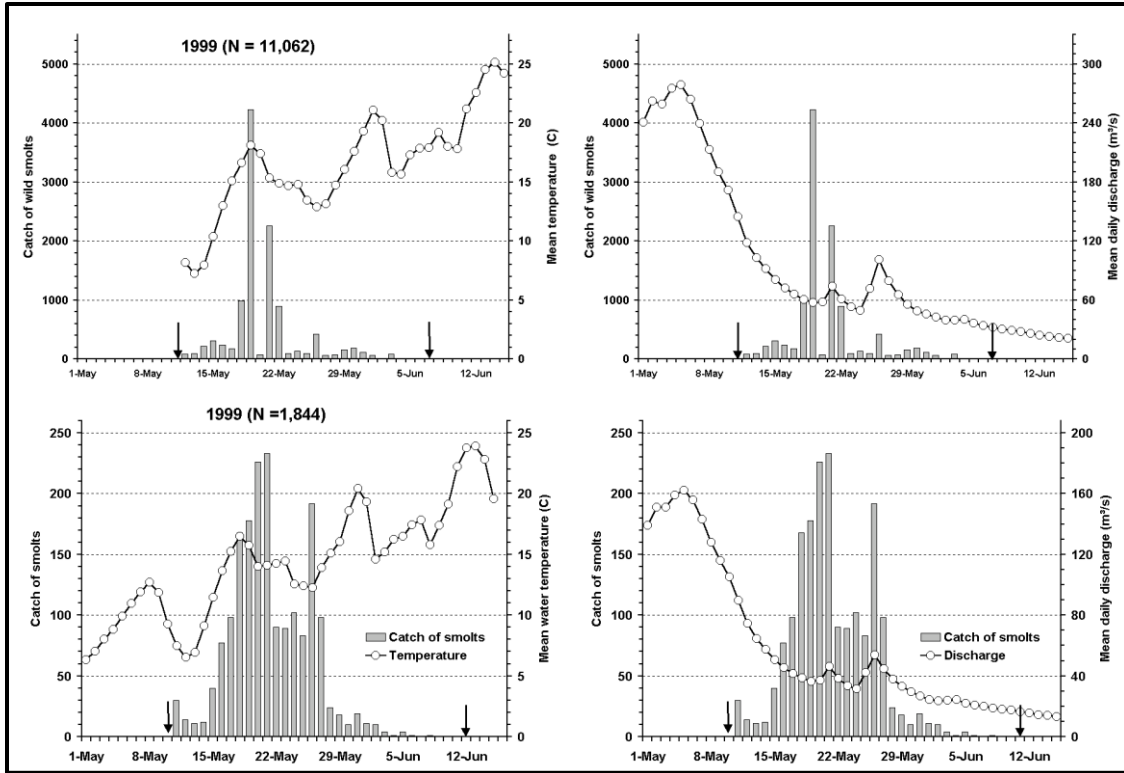 1999 (N = 11,062)
Catch of wild smolts
5000
4000
3000
2000
1000
0
25
20
15
10
5
0
Mean temperature (C)
1-May 8-May 15-May 22-May 29-May 5-Jun 12-Jun
Catch of wild smolts
5000
4000
3000
2000
1000
0
300
240
180
120
60
0
Mean daily discharge (m³/s)
1-May 8-May 15-May 22-May 29-May 5-Jun 12-Jun
1999 (N =1,844)
Catch of smolts
250
200
150
100
50
0
25
20
15
10
5
0
Mean water temperature (C)
Catch of smolts
Temperature
1-May 8-May 15-May 22-May 29-May 5-Jun 12-Jun
Catch of smolts
250
200
150
100
50
0
200
160
120
80
40
0
Mean daily discharge (m³/s)
Catch of smolts
Discharge
1-May 8-May 15-May 22-May 29-May 5-Jun 12-Jun